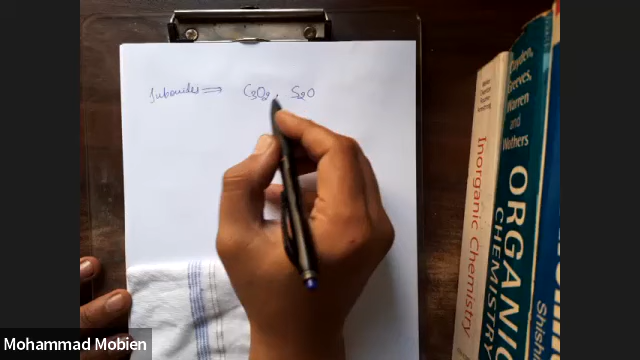 Suboxides ⇒ C₃O₂, S₂O
Inorganic Chemistry
Clayden, Greeves, Warren and Wothers
ORGANIC CHEMISTRY
Mohammad Mobien